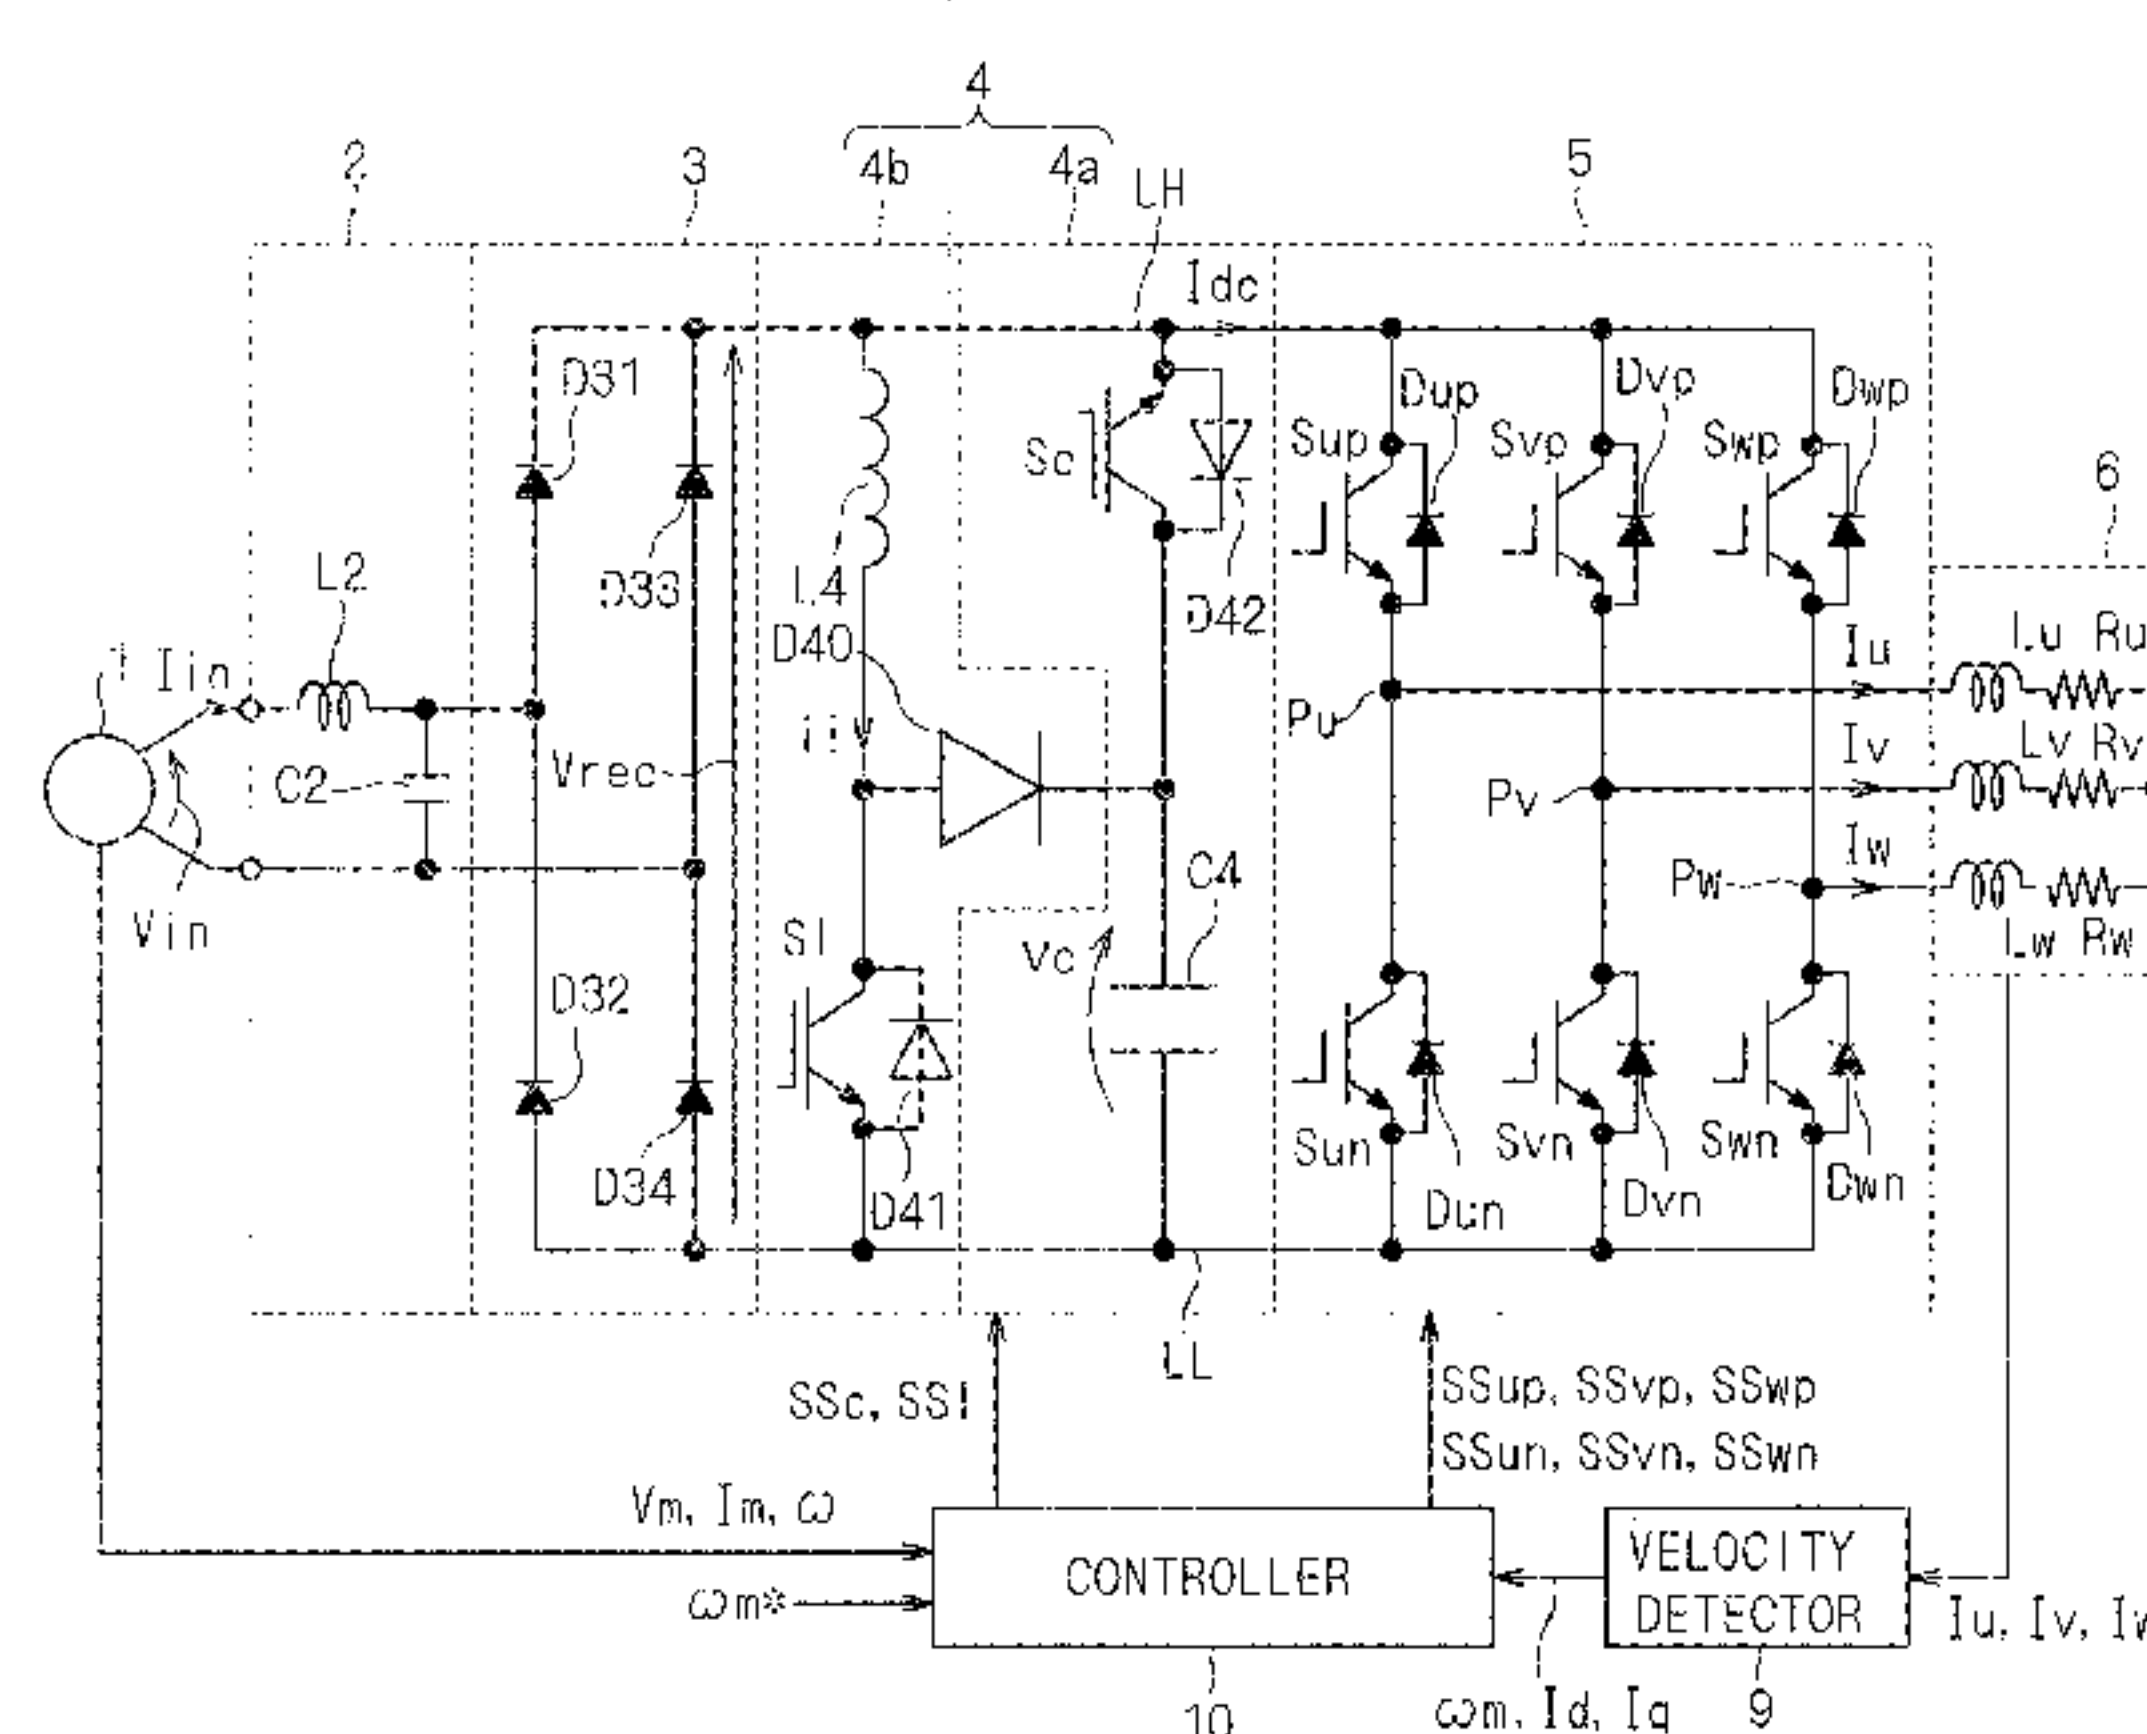 4
2
3
4b
4a
LH
5
Idc
D31
Dup
Dvp
Dwp
Sc
Sup
Svp
Swp
6
L2
D33
L4
D42
D40
Iin
Iu
Lu Ru
Pu
Vrec
C2
Iv
Lv Rv
Pv
C4
Iw
Pw
Vin
Sl
Vc
Lw Rw
D32
Sun
Svn
Swn
D34
D41
Dun
Dvn
Dwn
LL
SSc, SSl
SSup, SSvp, SSwp
SSun, SSvn, SSwn
Vm, Im, ω
CONTROLLER
VELOCITY
DETECTOR
ωm*
Iu, Iv,
10
ωm, Id, Iq
9